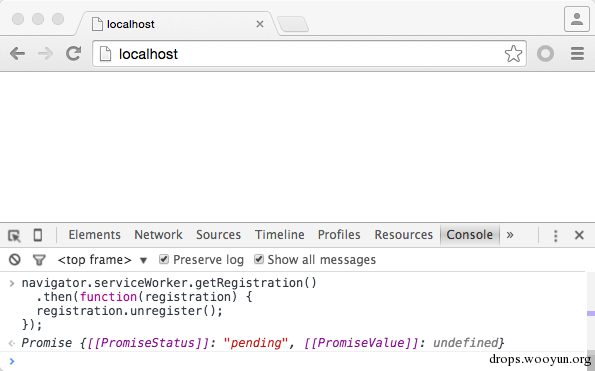 localhost
localhost
Elements Network Sources Timeline Profiles Resources Console »
<top frame> ▼ Preserve log Show all messages
navigator.serviceWorker.getRegistration()
.then(function(registration) {
registration.unregister();
});
Promise {[[PromiseStatus]]: "pending", [[PromiseValue]]: undefined}
drops.wooyun.org